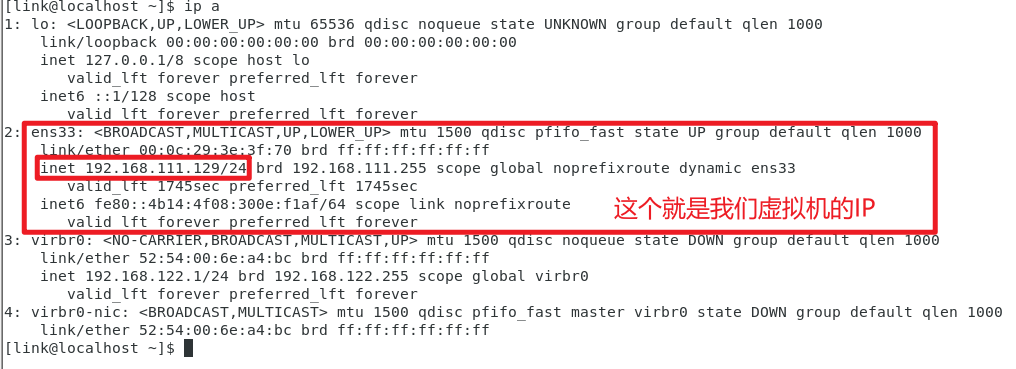 [link@localhost ~]$ ip a
1: lo: <LOOPBACK,UP,LOWER_UP> mtu 65536 qdisc noqueue state UNKNOWN group default qlen 1000
link/loopback 00:00:00:00:00:00 brd 00:00:00:00:00:00
inet 127.0.0.1/8 scope host lo
valid_lft forever preferred_lft forever
inet6 ::1/128 scope host
valid_lft forever preferred_lft forever
2: ens33: <BROADCAST,MULTICAST,UP,LOWER_UP> mtu 1500 qdisc pfifo_fast state UP group default qlen 1000
link/ether 00:0c:29:3e:3f:70 brd ff:ff:ff:ff:ff:ff
inet 192.168.111.129/24 brd 192.168.111.255 scope global noprefixroute dynamic ens33
valid_lft 1745sec preferred_lft 1745sec
inet6 fe80::4b14:4f08:300e:f1af/64 scope link noprefixroute
这个就是我们虚拟机的IP
valid_lft forever preferred_lft forever
3: virbr0: <NO-CARRIER,BROADCAST,MULTICAST,UP> mtu 1500 qdisc noqueue state DOWN group default qlen 1000
link/ether 52:54:00:6e:a4:bc brd ff:ff:ff:ff:ff:ff
inet 192.168.122.1/24 brd 192.168.122.255 scope global virbr0
valid_lft forever preferred_lft forever
4: virbr0-nic: <BROADCAST,MULTICAST> mtu 1500 qdisc pfifo_fast master virbr0 state DOWN group default qlen 1000
link/ether 52:54:00:6e:a4:bc brd ff:ff:ff:ff:ff:ff
[link@localhost ~]$